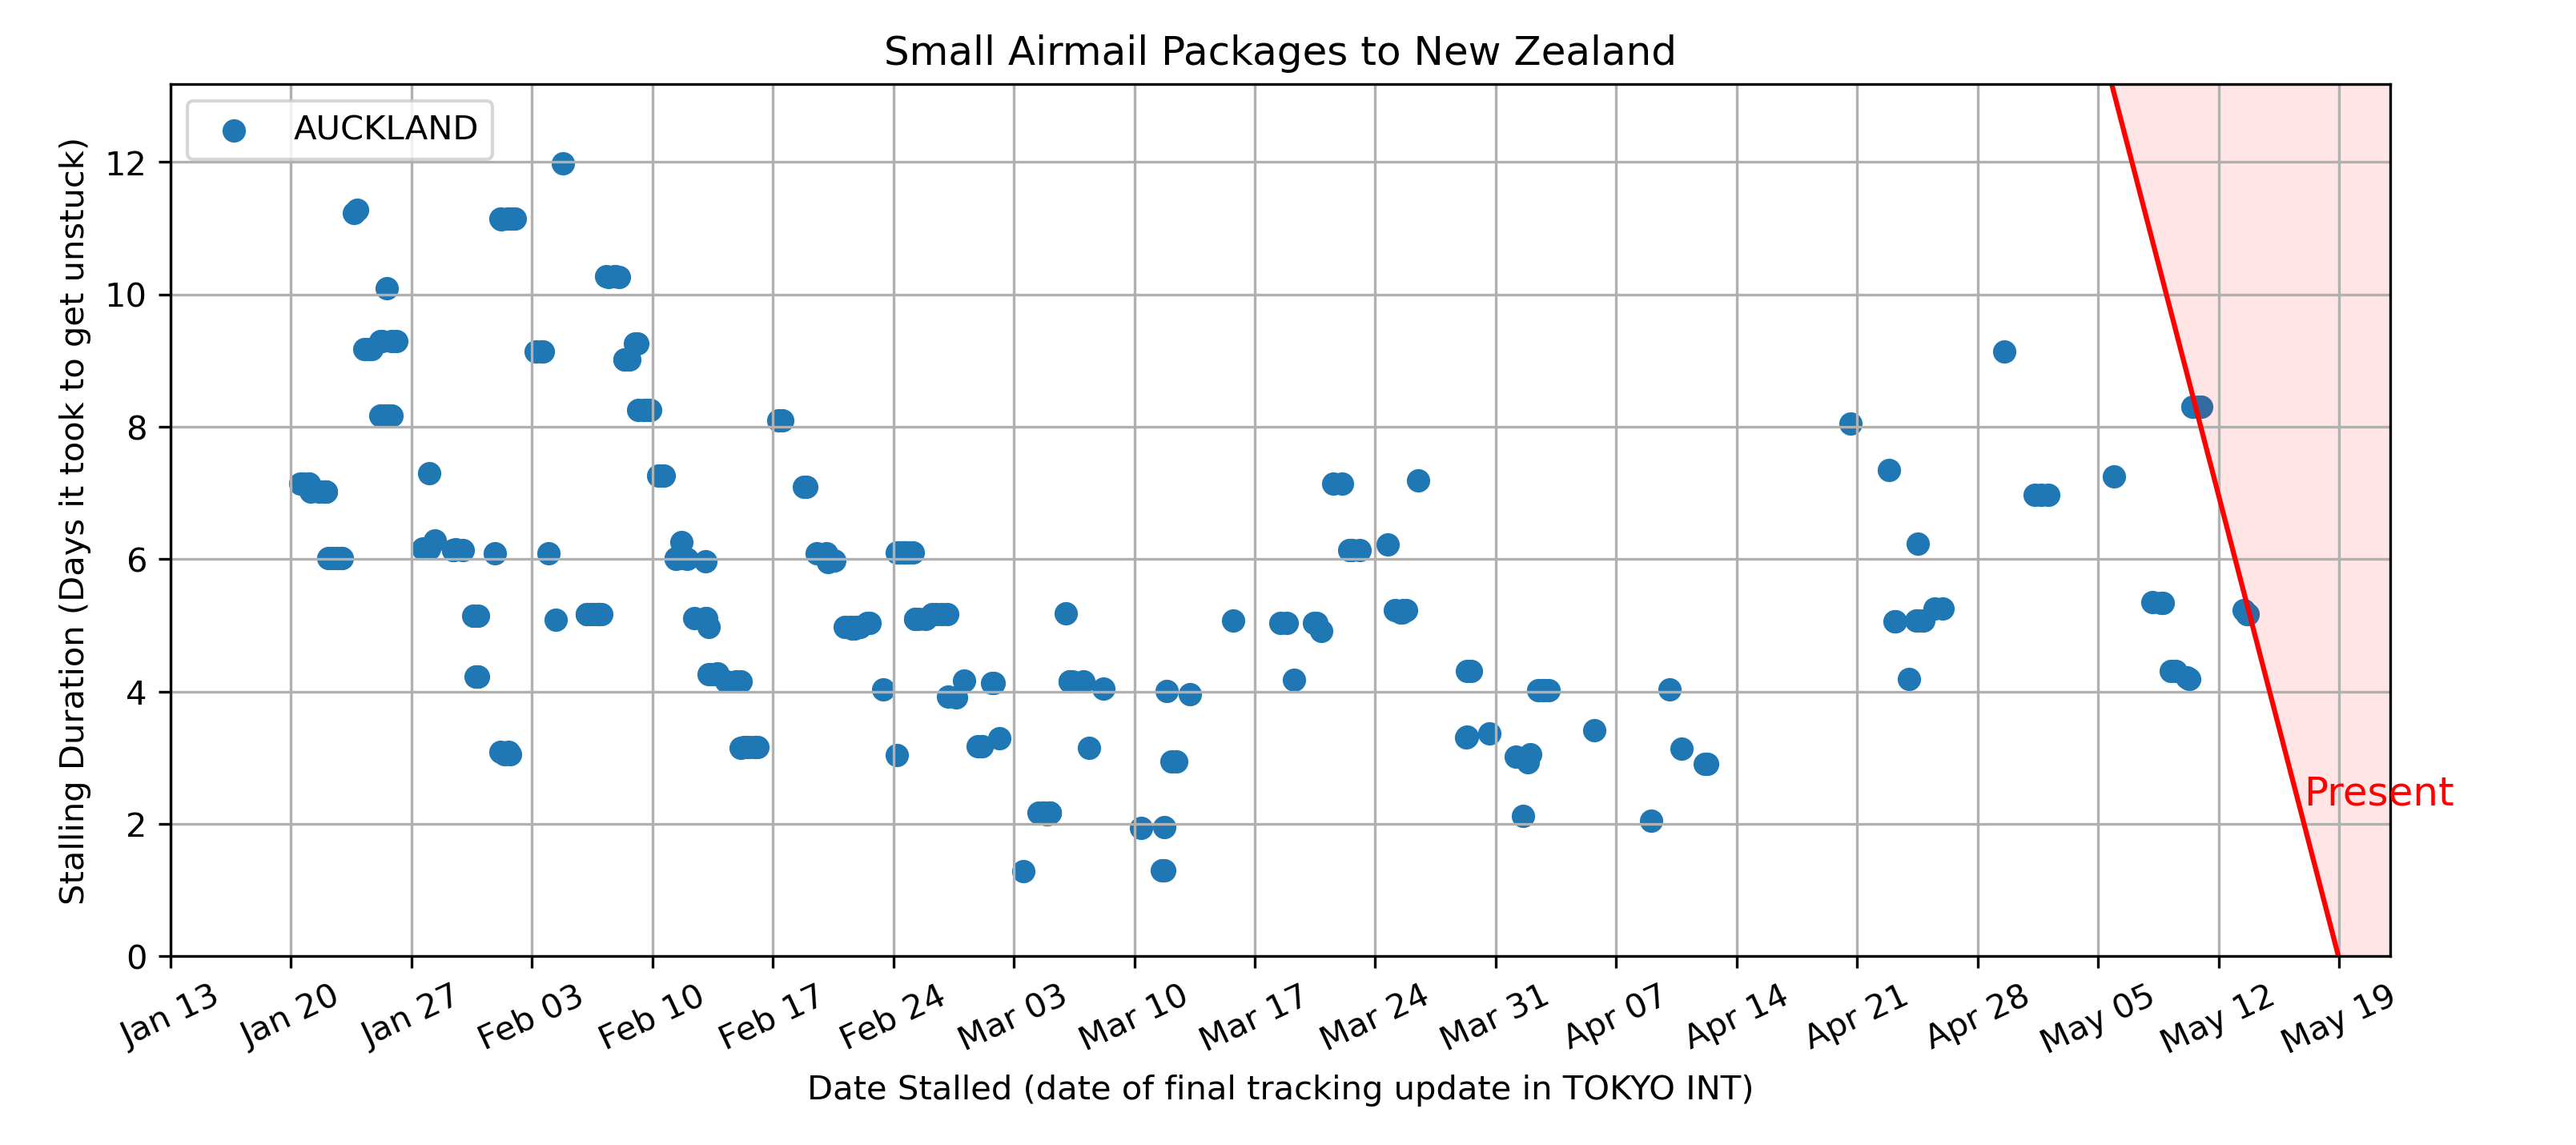 Small Airmail Packages to New Zealand
AUCKLAND
Stalling Duration (Days it took to get unstuck)
12
10
8
6
4
2
0
Present
Jan 13
Jan 20
Jan 27
Feb 03
Feb 10
Feb 17
Feb 24
Mar 03
Mar 10
Mar 17
Mar 24
Mar 31
Apr 07
Apr 14
Apr 21
Apr 28
May 05
May 12
May 19
Date Stalled (date of final tracking update in TOKYO INT)